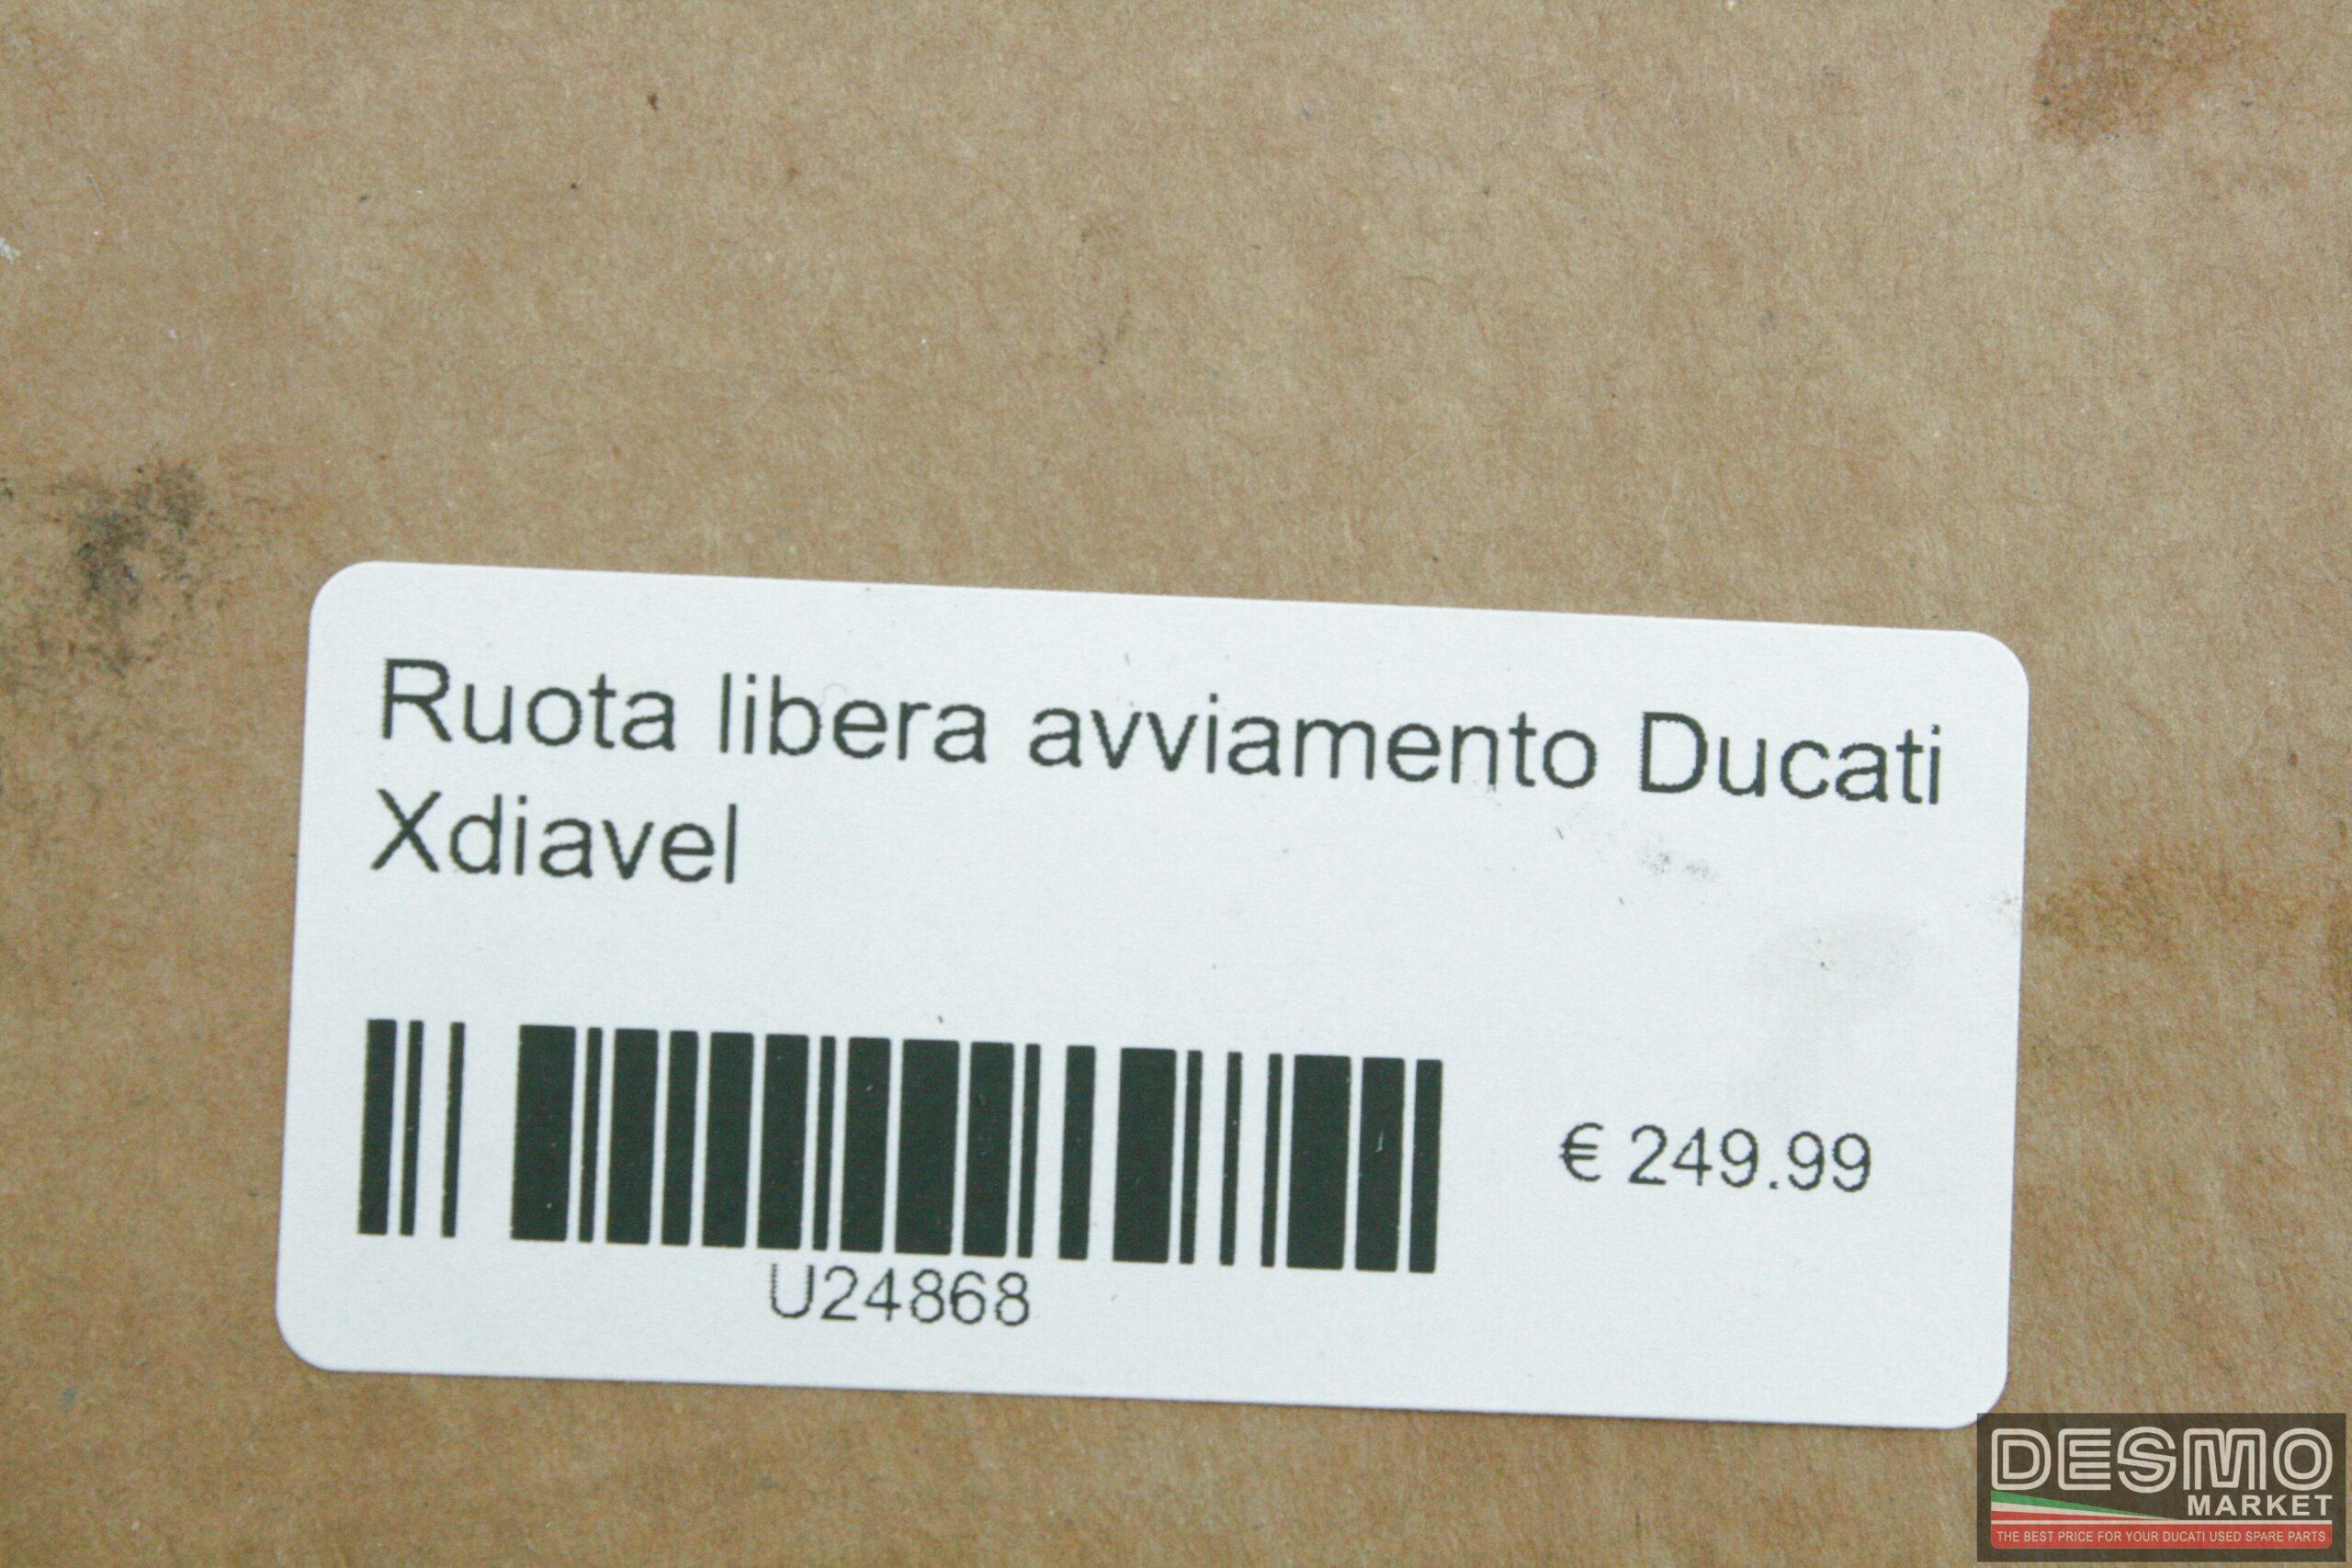 Ruota libera avviamento Ducati
Xdiavel
€ 249.99
U24868
DESMO
MARKET
THE BEST PRICE FOR YOUR DUCATI USED SPARE PARTS